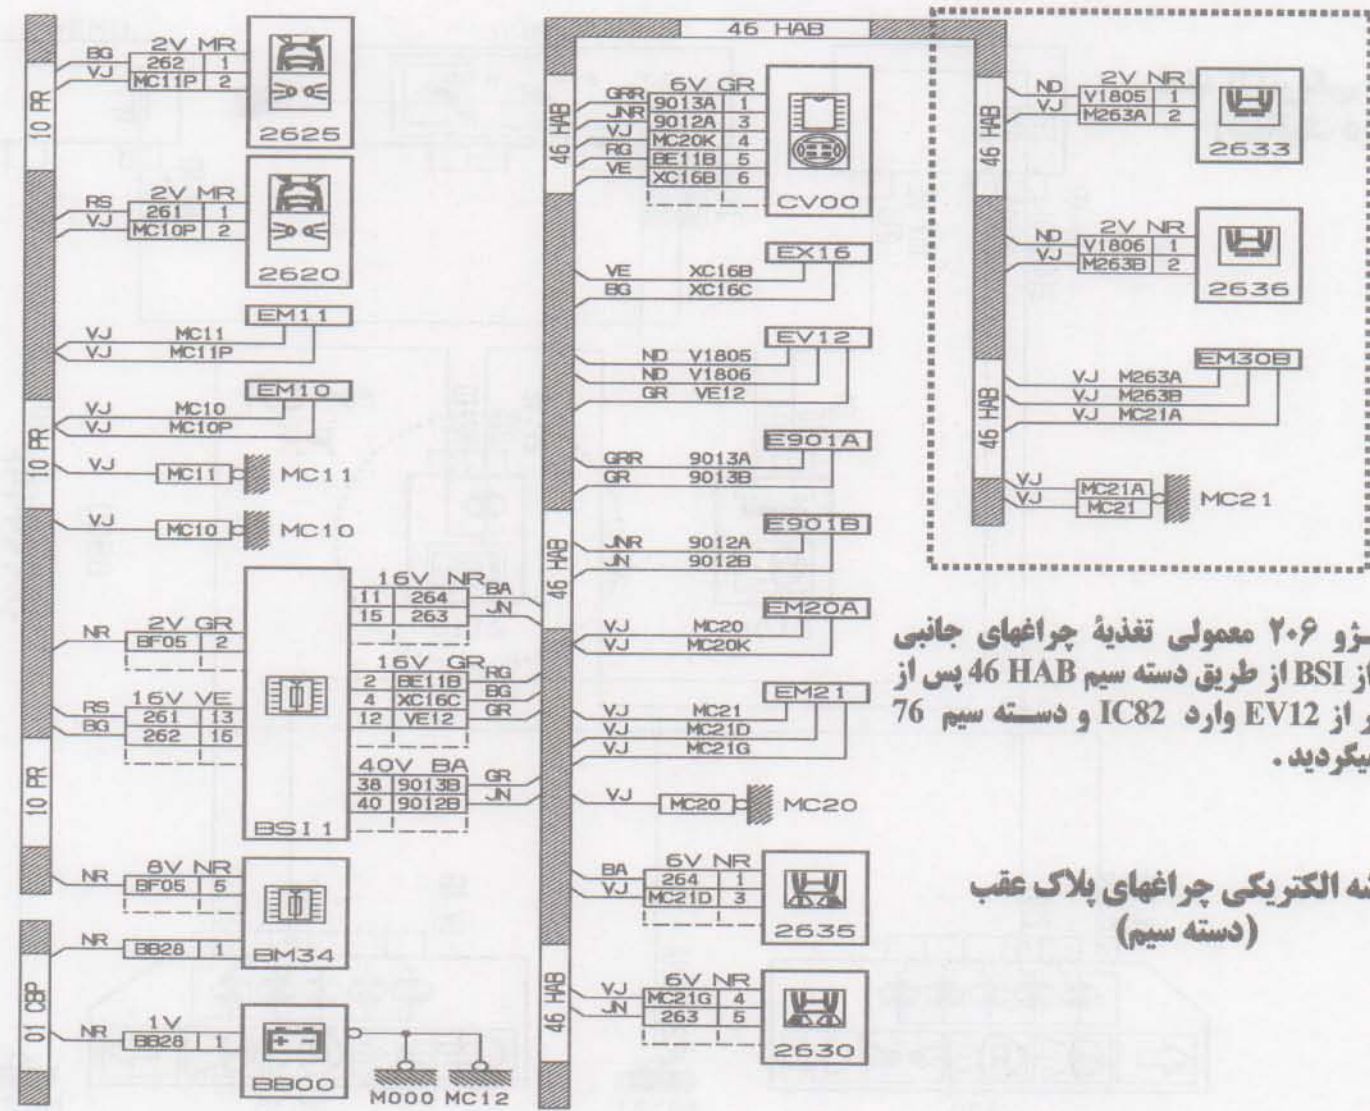 10 PR
BG
VJ
2V MR
262 1
MC11P 2
2625
RS
VJ
2V MR
261 1
MC10P 2
2620
EM11
VJ MC11
VJ MC11P
EM10
VJ MC10
VJ MC10P
10 PR
VJ MC11 MC11
VJ MC10 MC10
16V NR
11 264 BA
15 263 JN
2V GR
NR BF05 2
16V GR
2 BE11B RG
4 XC16C BG
12 VE12 GR
16V VE
RS 261 13
BG 262 15
40V BA
38 9013B GR
40 9012B JN
BSI1
10 PR
8V NR
NR BF05 5
NR BB28 1
BM34
01 CBP
1V
NR BB28 1
BB00
M000 MC12
46 HAB
46 HAB
6V GR
GRR 9013A 1
JNR 9012A 3
VJ MC20K 4
RG BE11B 5
VE XC16B 6
CV00
EX16
VE XC16B
BG XC16C
EV12
ND V1805
ND V1806
GR VE12
E901A
GRR 9013A
GR 9013B
46 HAB
E901B
JNR 9012A
JN 9012B
EM20A
VJ MC20
VJ MC20K
EM21
VJ MC21
VJ MC21D
VJ MC21G
VJ MC20 MC20
6V NR
BA 264 1
VJ MC21D 3
2635
46 HAB
6V NR
VJ MC21G 4
JN 263 5
2630
46 HAB
2V NR
ND V1805 1
VJ M263A 2
2633
2V NR
ND V1806 1
VJ M263B 2
2636
46 HAB
EM30B
VJ M263A
VJ M263B
VJ MC21A
VJ MC21A
VJ MC21
MC21
پژو ۲۰۶ معمولی تغذیهٔ چراغهای جانبی
از BSI از طریق دسته سیم 46 HAB پس از
از EV12 وارد IC82 و دسته سیم 76
میگردید .
الکتریکی چراغهای پلاک عقب
(دسته سیم)